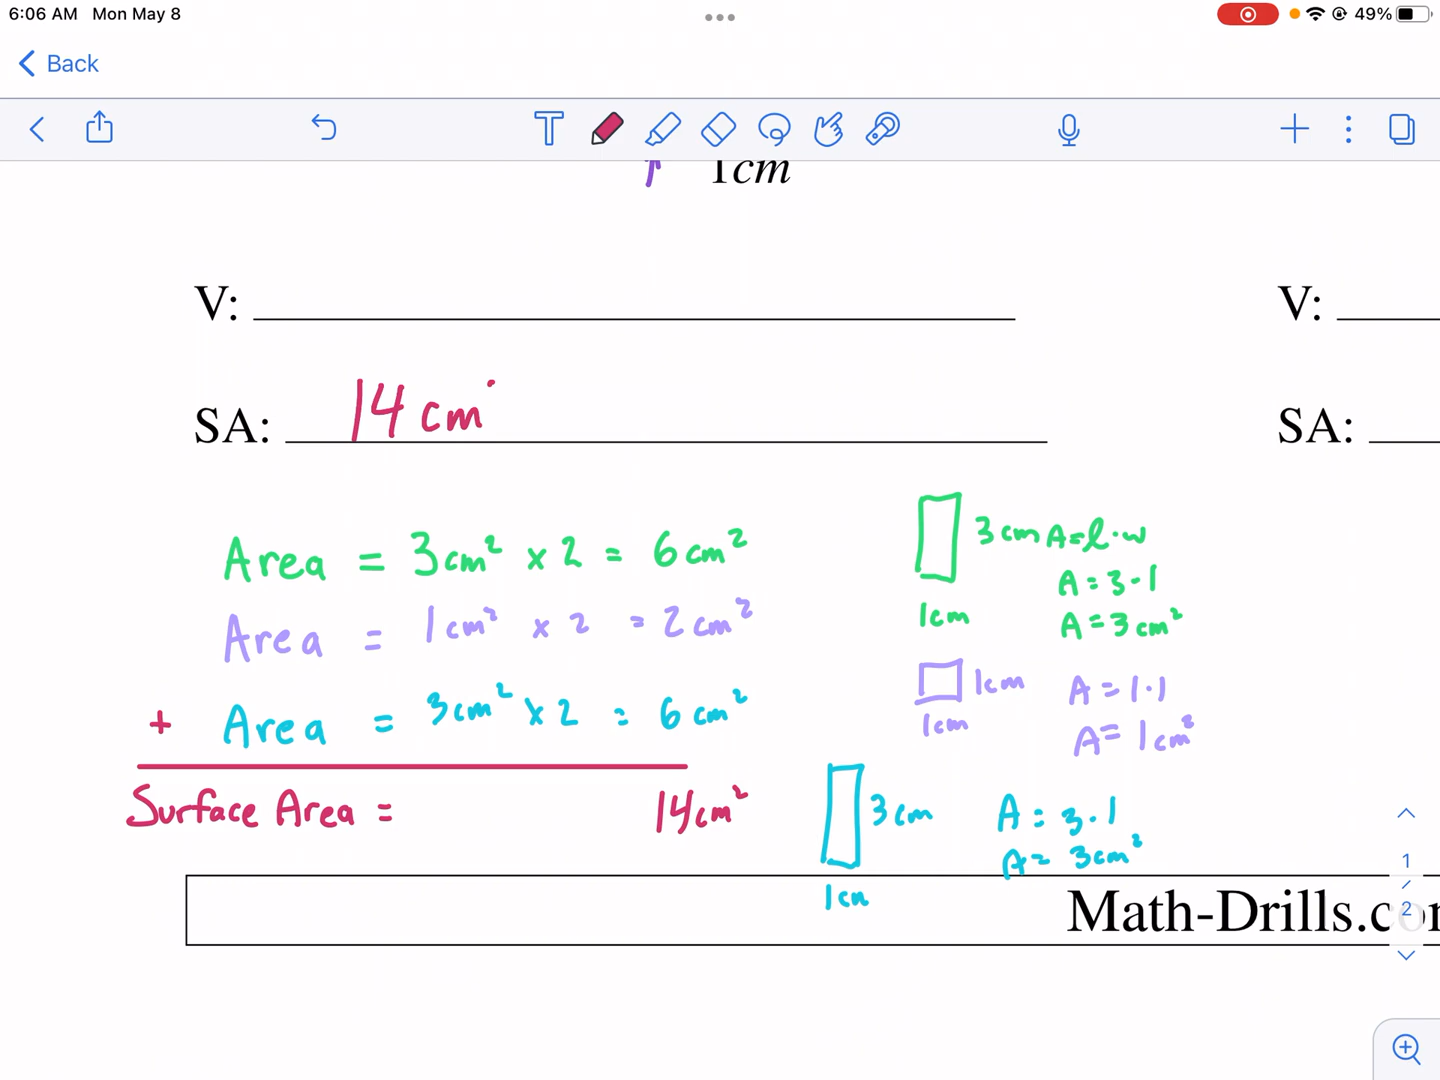 6:06 AM Mon May 8
49%
Back
1cm
V:
V:
SA: 14 cm
SA:
Area = 3cm² x 2 = 6cm²
Area = 1cm² x 2 = 2cm²
+ Area = 3cm² x 2 = 6cm²
Surface Area = 14cm²
3cm A=l·w
A=3·1
1cm A=3cm²
1cm A=1·1
1cm A=1cm²
3cm A=3·1
A=3cm²
1cm
Math-Drills.co
1
2